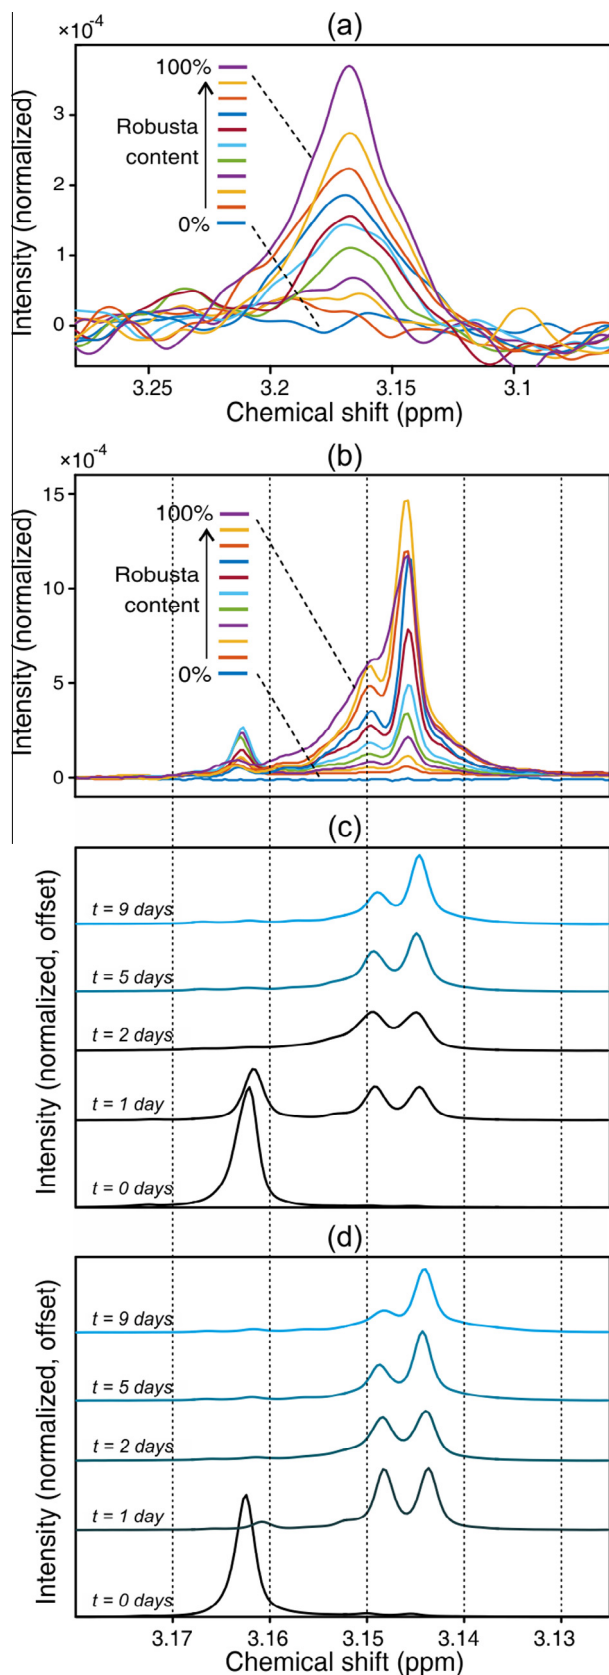 (a)
×10⁻⁴
Intensity (normalized)
4
2
0
100%
Robusta
content
0%
3.25 3.2 3.15 3.1
Chemical shift (ppm)
(b)
×10⁻⁴
Intensity (normalized)
15
10
5
0
100%
Robusta
content
0%
(c)
Intensity (normalized, offset)
t = 9 days
t = 5 days
t = 2 days
t = 1 day
t = 0 days
(d)
Intensity (normalized, offset)
t = 9 days
t = 5 days
t = 2 days
t = 1 day
t = 0 days
3.17 3.16 3.15 3.14 3.13
Chemical shift (ppm)